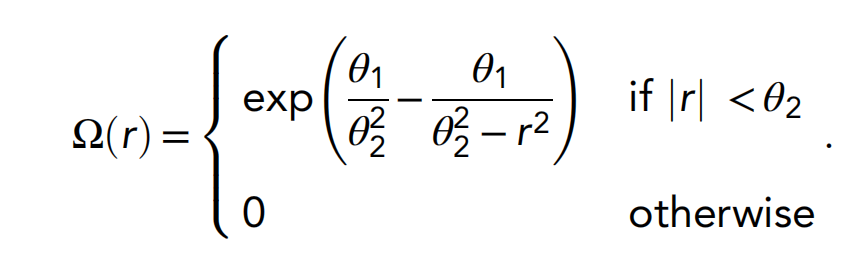 Ω(r) = { exp(θ₁/θ₂² − θ₁/(θ₂² − r²)) if |r| < θ₂
0 otherwise .